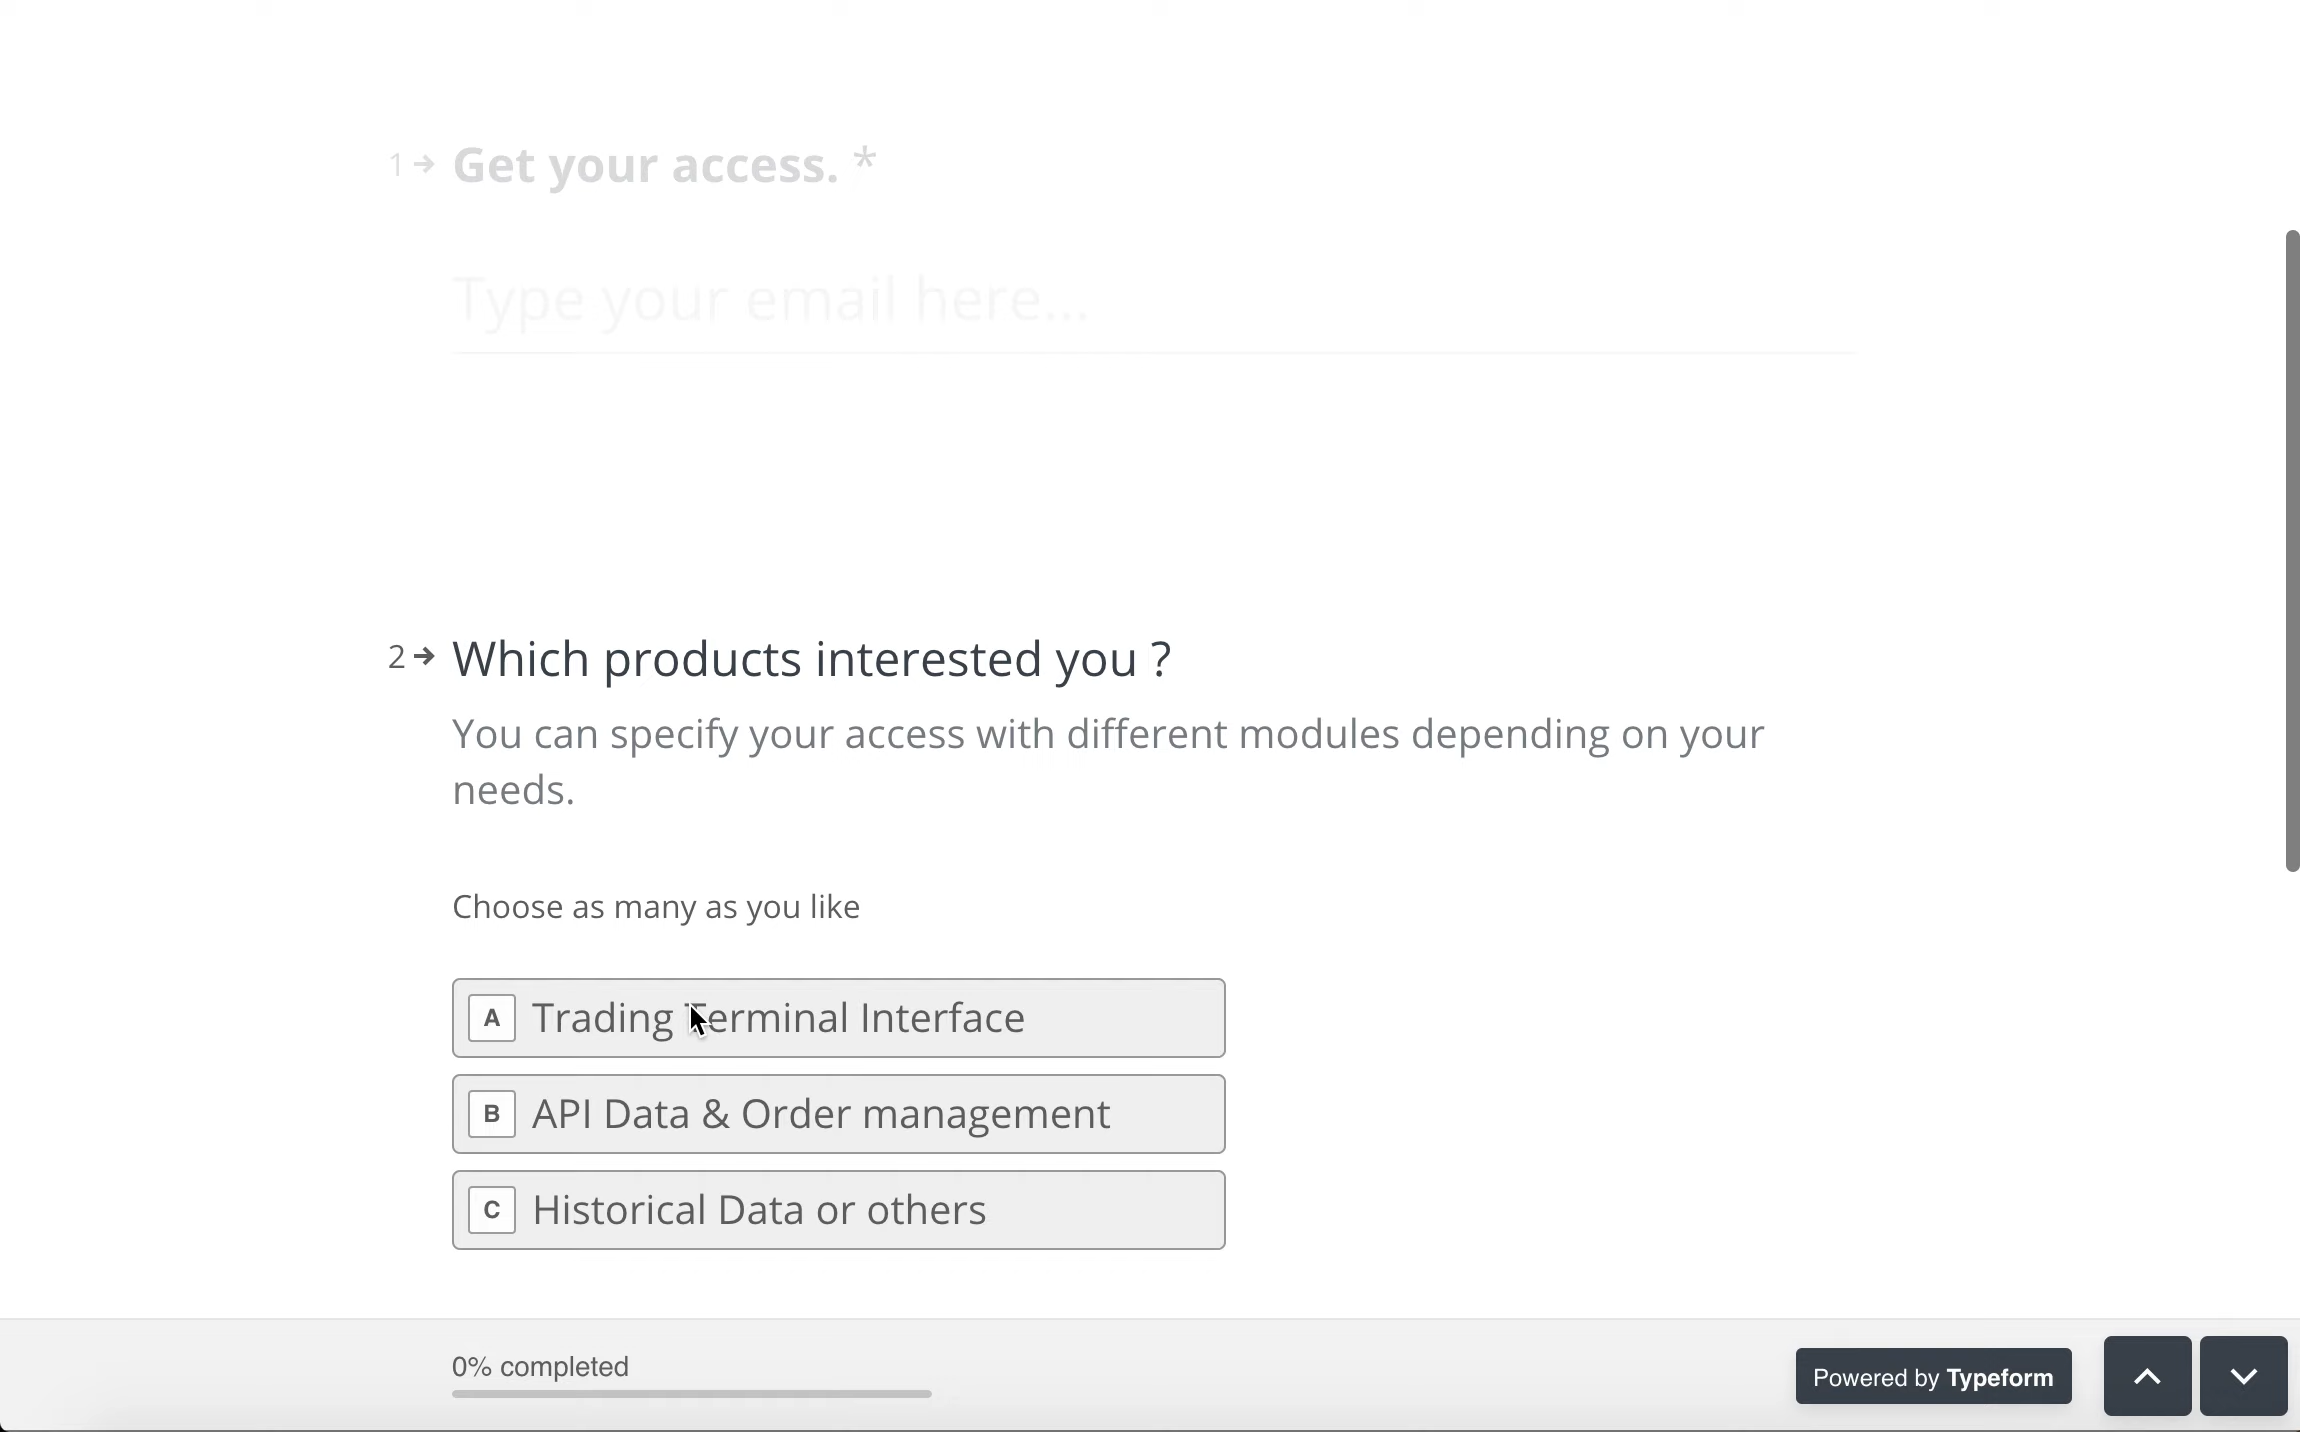 1 → Get your access. *
Type your email here...
2 → Which products interested you ?
You can specify your access with different modules depending on your
needs.
Choose as many as you like
A Trading Terminal Interface
B API Data & Order management
C Historical Data or others
0% completed
Powered by Typeform